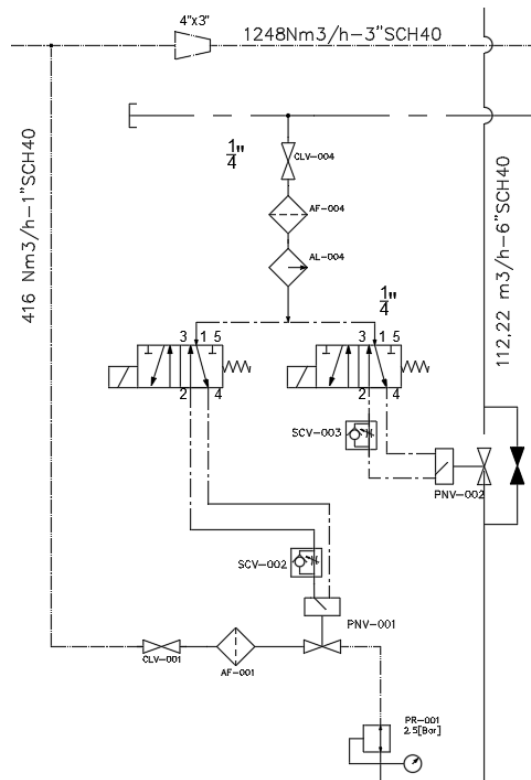 4"x3"
1248Nm3/h-3"SCH40
1/4"
CLV-004
AF-004
AL-004
416 Nm3/h-1"SCH40
112,22 m3/h-6"SCH40
1/4"
3 1 5
3 1 5
2 4
2 4
SCV-003
PNV-002
SCV-002
PNV-001
CLV-001
AF-001
PR-001
2.5[Bar]